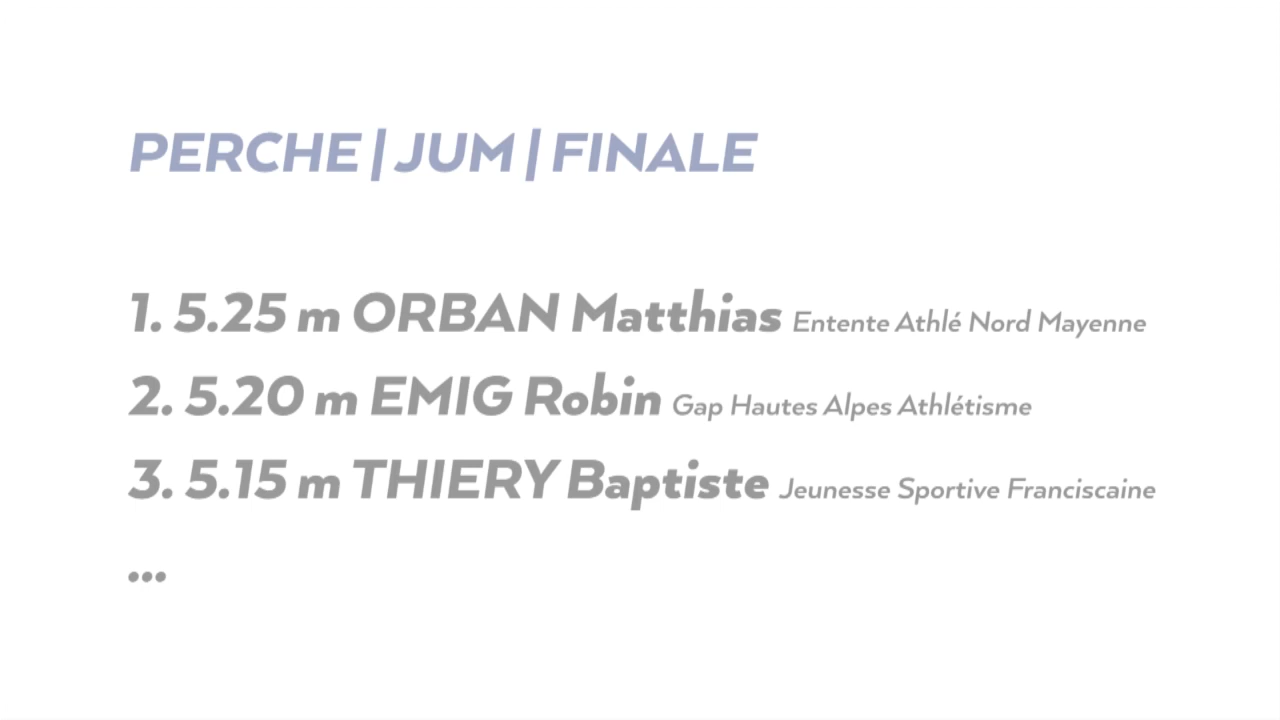 PERCHE | JUM | FINALE
1. 5.25 m ORBAN Matthias Entente Athlé Nord Mayenne
2. 5.20 m EMIG Robin Gap Hautes Alpes Athlétisme
3. 5.15 m THIERY Baptiste Jeunesse Sportive Franciscaine
...